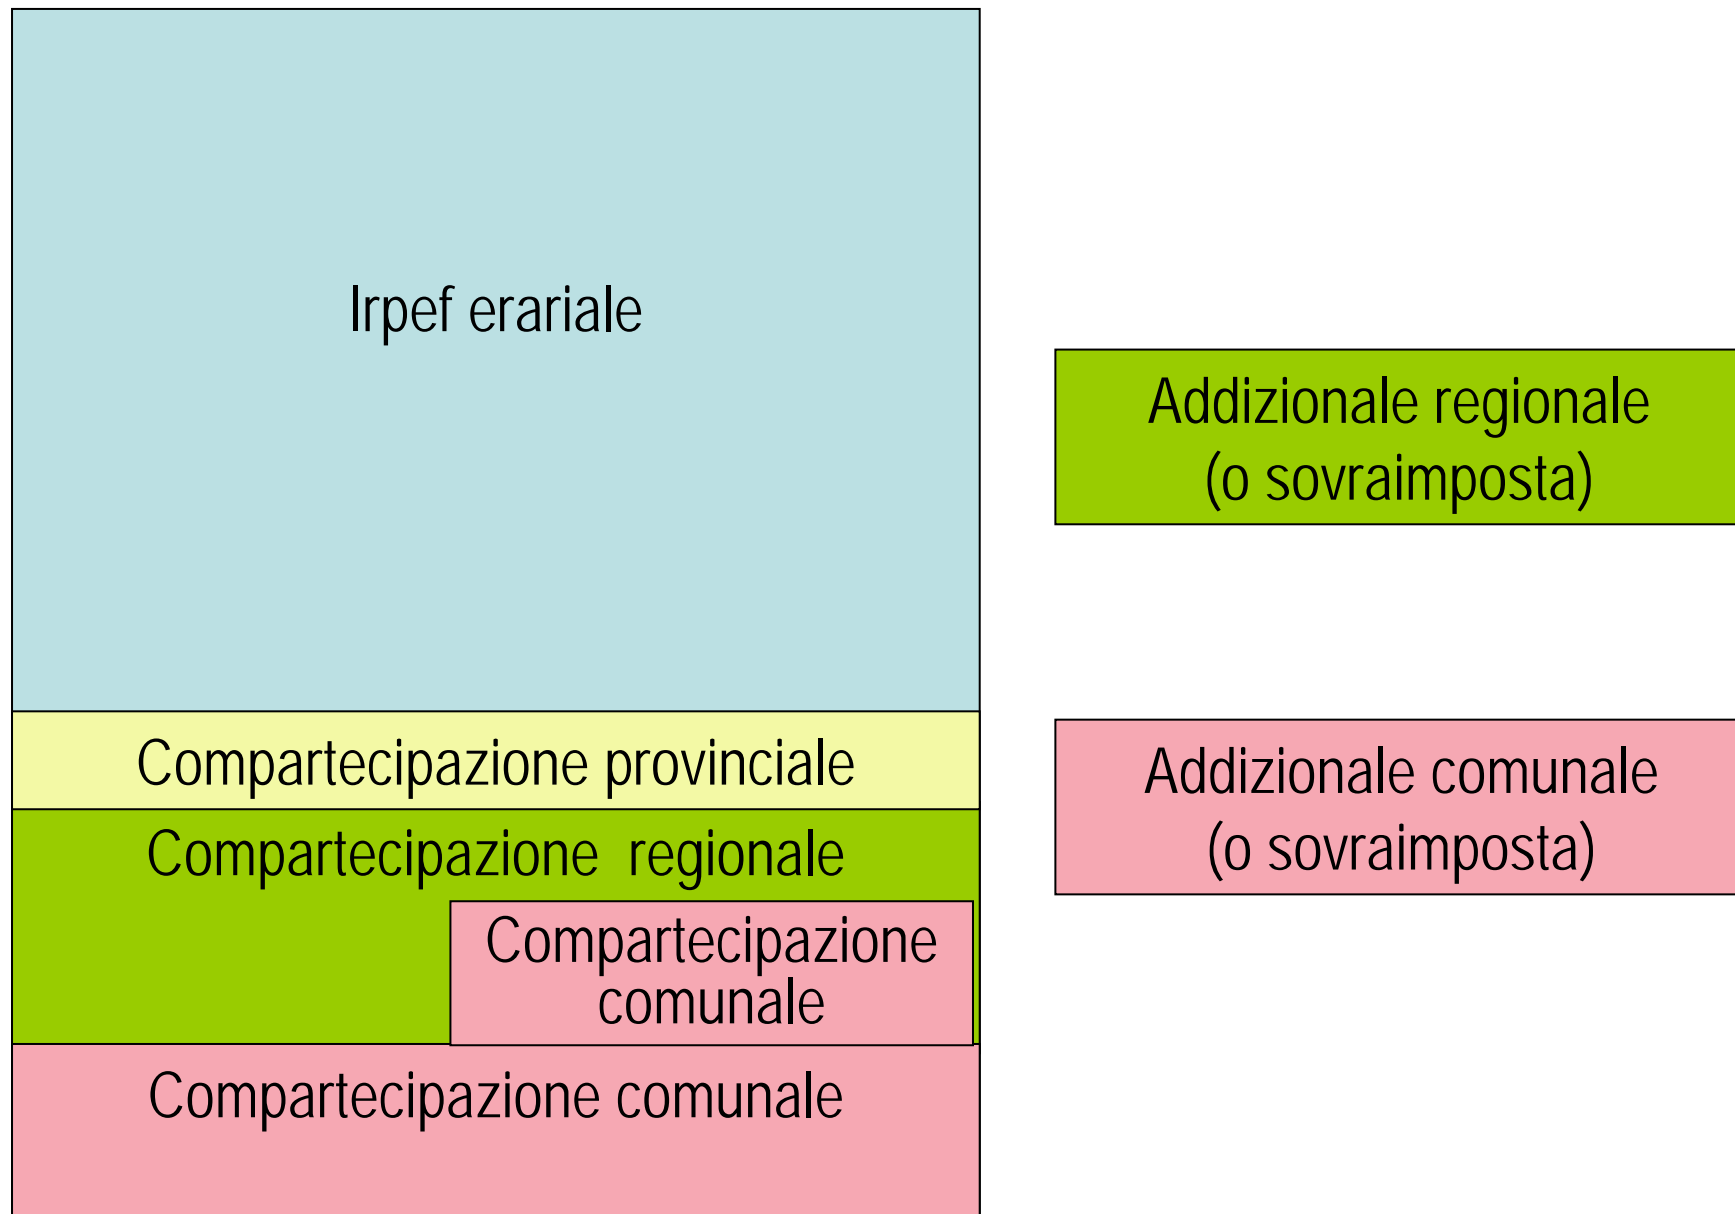 Irpef erariale
Addizionale regionale
(o sovraimposta)
Compartecipazione provinciale
Addizionale comunale
(o sovraimposta)
Compartecipazione  regionale
Compartecipazione
comunale
Compartecipazione comunale